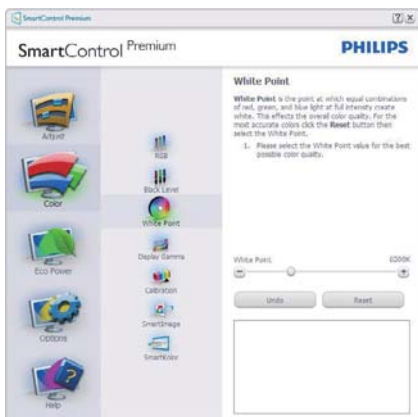 SmartControl Premium
SmartControl Premium
PHILIPS
White Point
White Point is the point at which equal combinations
of red, green, and blue light at full intensity create
white. This effects the overall color quality. For the
most accurate colors click the Reset button then
select the White Point.
1. Please select the White Point value for the best
possible color quality.
Adjust
Color
Eco Power
Options
Help
RGB
Black Level
White Point
Display Gamma
Calibration
SmartImage
SmartKolor
White Point
6500K
Undo
Reset